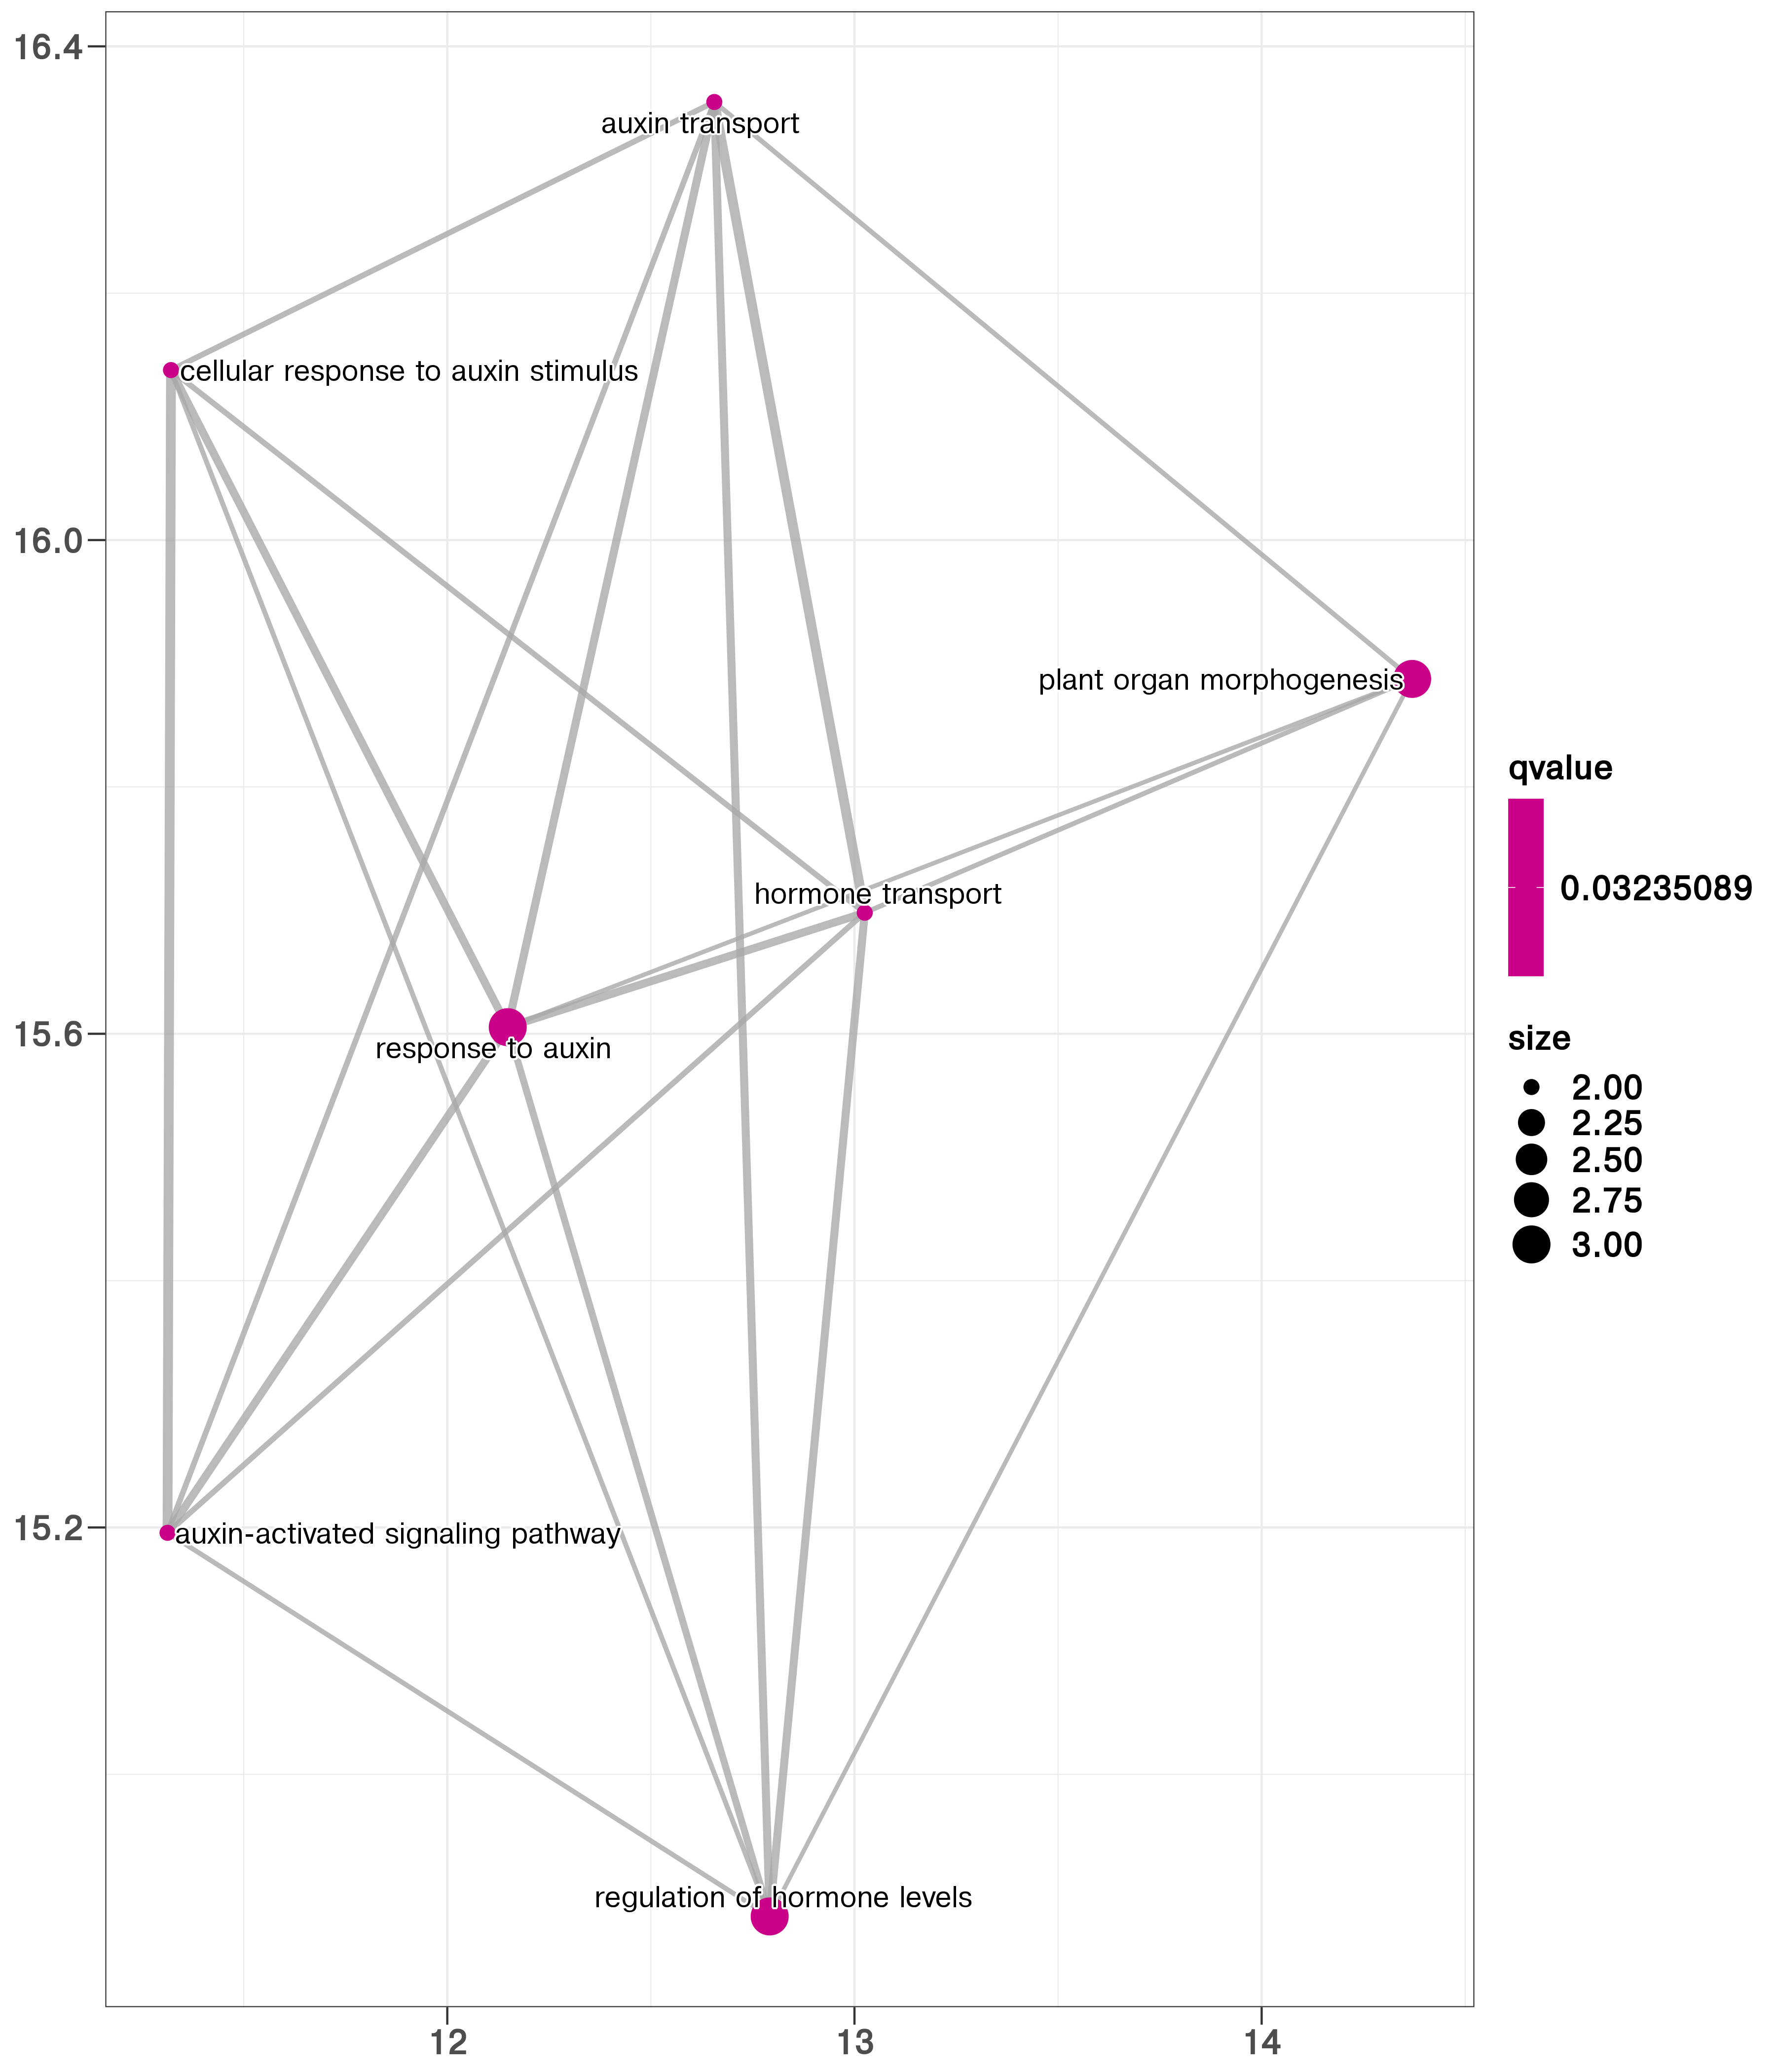 16.4
auxin transport
cellular response to auxin stimulus
16.0
plant organ morphogenesis
qvalue
0.03235089
hormone transport
15.6
response to auxin
size
2.00
2.25
2.50
2.75
3.00
15.2
auxin-activated signaling pathway
regulation of hormone levels
12 13 14